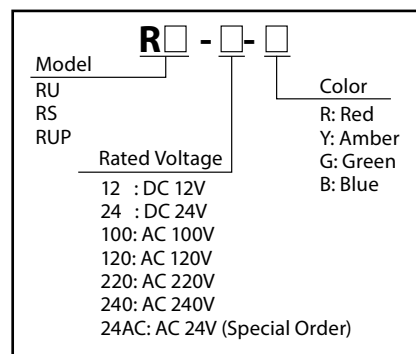 R□ - □ - □
Model
RU
RS
RUP
Color
R: Red
Y: Amber
G: Green
B: Blue
Rated Voltage
12 : DC 12V
24 : DC 24V
100: AC 100V
120: AC 120V
220: AC 220V
240: AC 240V
24AC: AC 24V (Special Order)